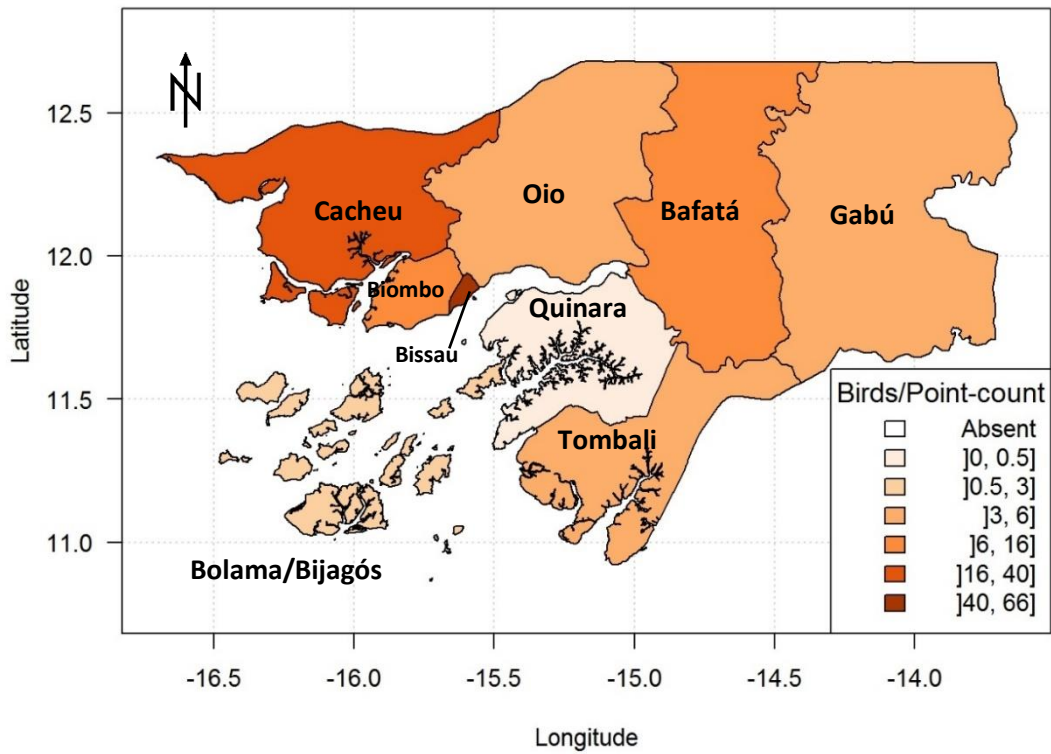 N
12.5
12.0
11.5
11.0
Latitude
Cacheu
Oio
Bafatá
Gabú
Biombo
Bissau
Quinara
Tombali
Bolama/Bijagós
Birds/Point-count
Absent
]0, 0.5]
]0.5, 3]
]3, 6]
]6, 16]
]16, 40]
]40, 66]
-16.5 -16.0 -15.5 -15.0 -14.5 -14.0
Longitude